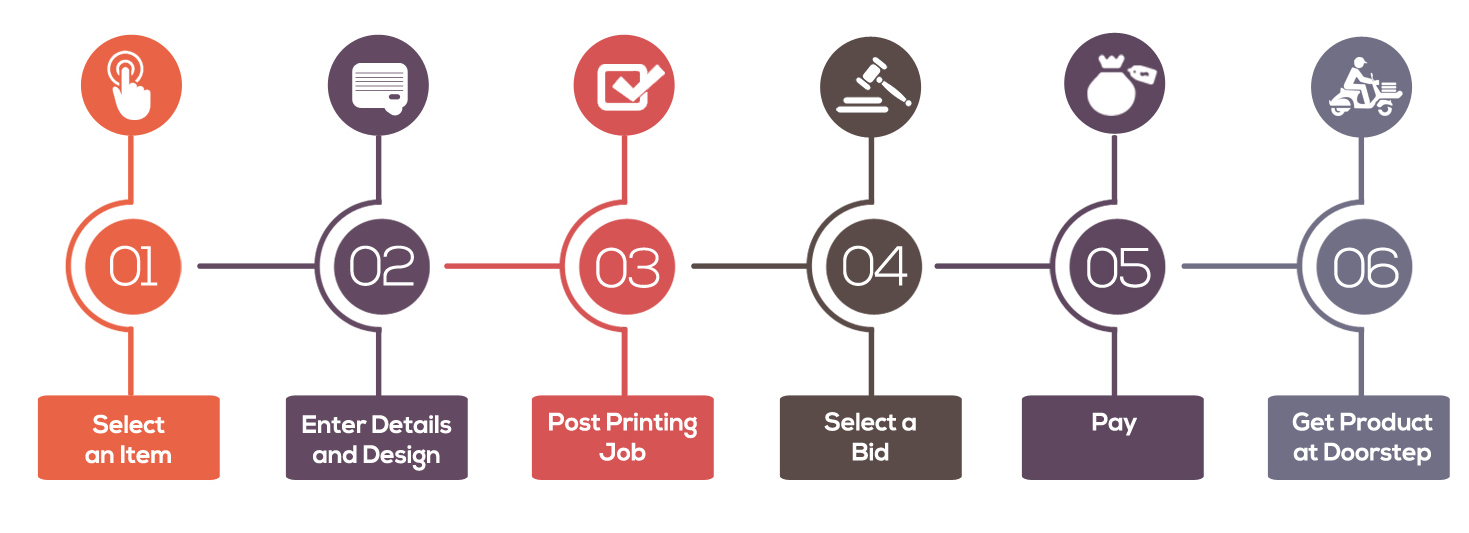 01
02
03
04
05
06
Select
an Item
Enter Details
and Design
Post Printing
Job
Select a
Bid
Pay
Get Product
at Doorstep